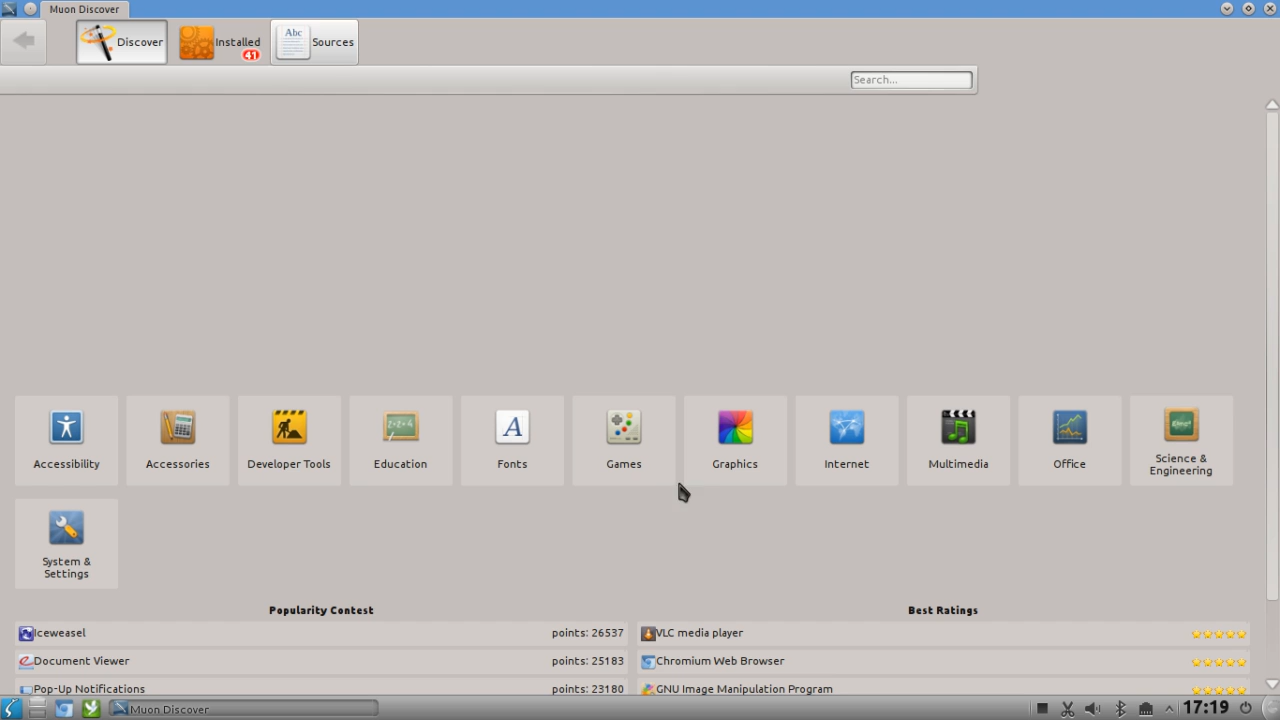 Muon Discover
Discover
Installed
41
Abc
Sources
Search...
Accessibility
Accessories
Developer Tools
Education
Fonts
Games
Graphics
Internet
Multimedia
Office
Science &
Engineering
System &
Settings
Popularity Contest
Iceweasel points: 26537
Document Viewer points: 25183
Pop-Up Notifications points: 23180
Best Ratings
VLC media player
Chromium Web Browser
GNU Image Manipulation Program
Muon Discover
17:19